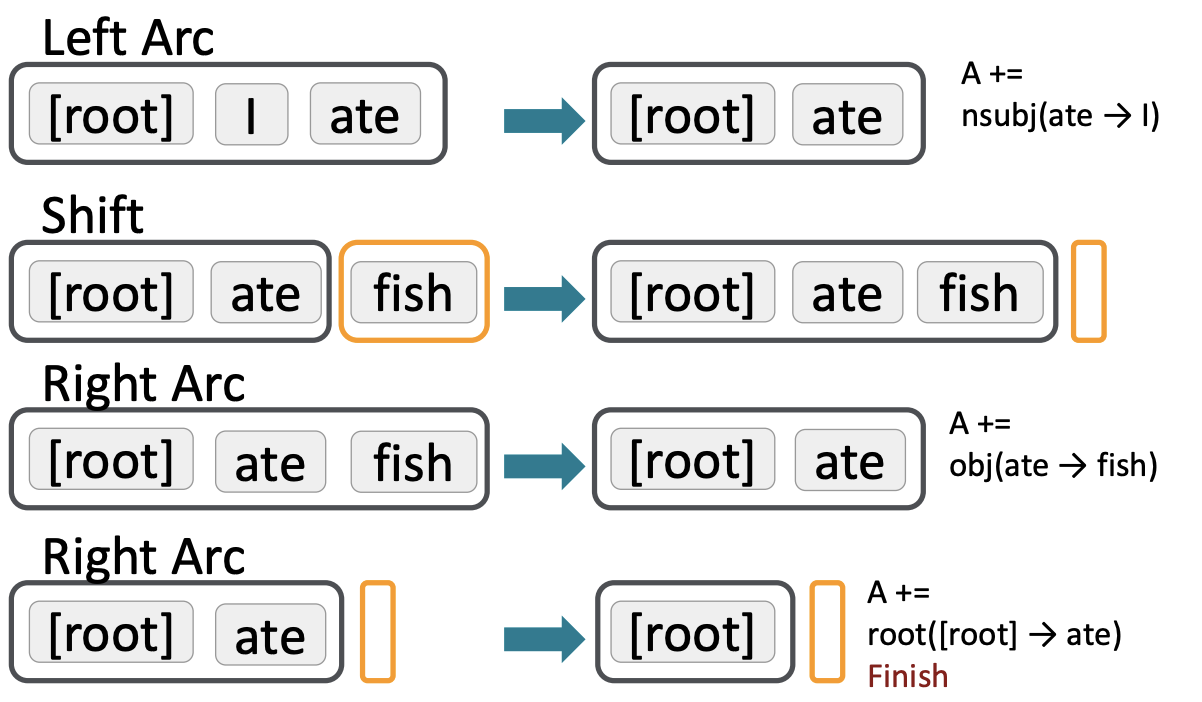 Left Arc
[root] I ate [root] ate
A +=
nsubj(ate → I)
Shift
[root] ate fish [root] ate fish
Right Arc
[root] ate fish [root] ate
A +=
obj(ate → fish)
Right Arc
[root] ate [root]
A +=
root([root] → ate)
Finish